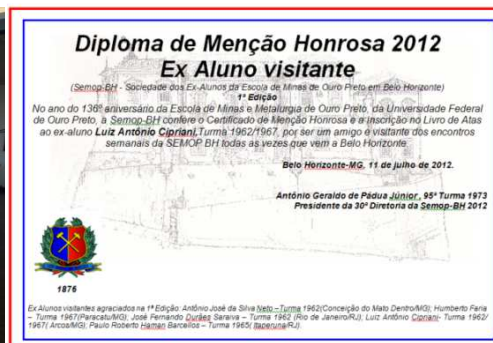 Diploma de Menção Honrosa 2012
Ex Aluno visitante
(Semop-BH - Sociedade dos Ex-Alunos da Escola de Minas de Ouro Preto em Belo Horizonte)
1ª Edição
No ano do 136º aniversário da Escola de Minas e Metalurgia de Ouro Preto, da Universidade Federal
de Ouro Preto, a Semop-BH confere o Certificado de Menção Honrosa e a Inscrição no Livro de Atas
ao ex-aluno Luiz Antônio Cipriani,Turma 1962/1967, por ser um amigo e visitante dos encontros
semanais da SEMOP BH todas as vezes que vem a Belo Horizonte.
Belo Horizonte-MG, 11 de julho de 2012.
Antônio Geraldo de Pádua Júnior, 95ª Turma 1973
Presidente da 30ª Diretoria da Semop-BH 2012
1876
Ex Alunos visitantes agraciados na 1ª Edição: Antônio José da Silva Neto –Turma 1962(Conceição do Mato Dentro/MG); Humberto Faria
– Turma 1967(Paracatu/MG); José Fernando Durães Saraiva – Turma 1962 (Rio de Janeiro/RJ); Luiz Antônio Cipriani- Turma 1962/
1967( Arcos/MG); Paulo Roberto Haman Barcellos – Turma 1965( Itaperuna/RJ).